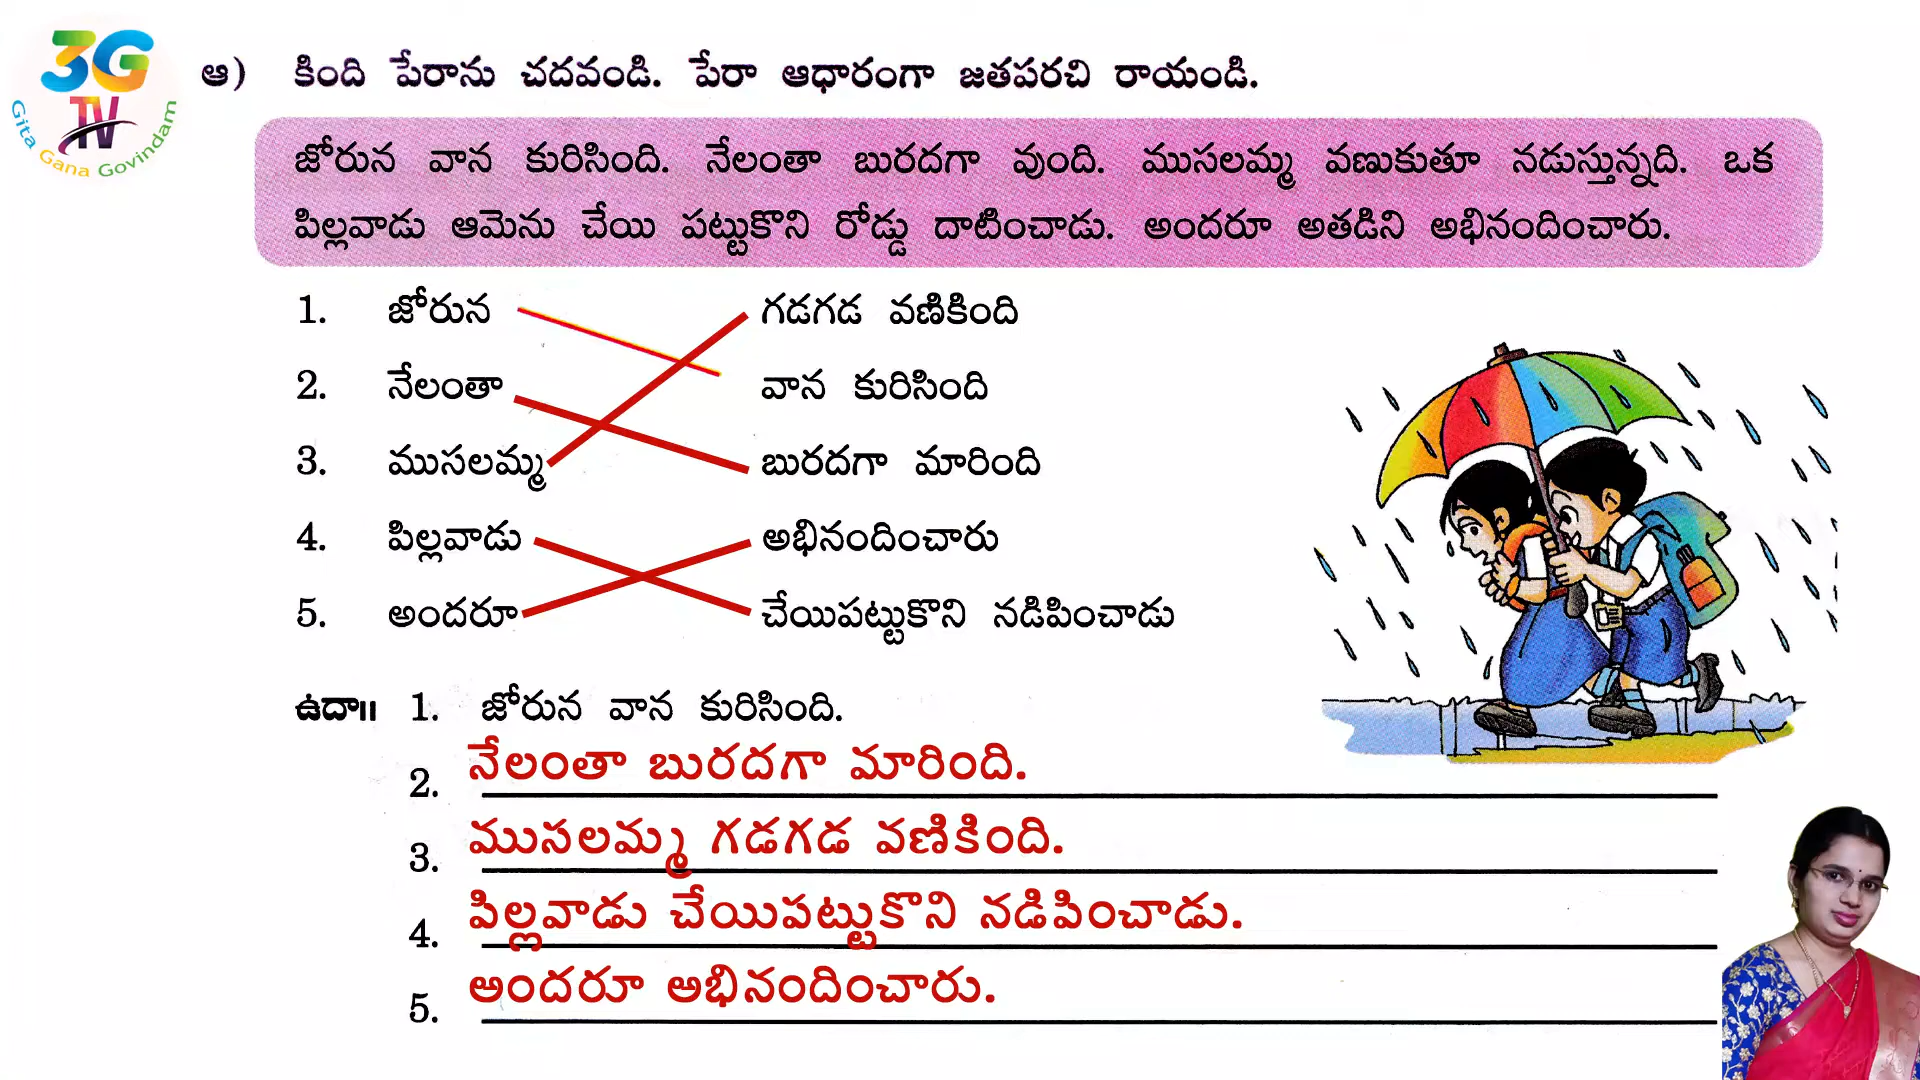 3G
TV
Gita Gana Govindam
ఆ) కింది పేరాను చదవండి. పేరా ఆధారంగా జతపరచి రాయండి.
జోరున వాన కురిసింది. నేలంతా బురదగా వుంది. ముసలమ్మ వణుకుతూ నడుస్తున్నది. ఒక
పిల్లవాడు ఆమెను చేయి పట్టుకొని రోడ్డు దాటించాడు. అందరూ అతడిని అభినందించారు.
1. జోరున గడగడ వణికింది
2. నేలంతా వాన కురిసింది
3. ముసలమ్మ బురదగా మారింది
4. పిల్లవాడు అభినందించారు
5. అందరూ చేయిపట్టుకొని నడిపించాడు
ఉదా॥ 1. జోరున వాన కురిసింది.
2. నేలంతా బురదగా మారింది.
3. ముసలమ్మ గడగడ వణికింది.
4. పిల్లవాడు చేయిపట్టుకొని నడిపించాడు.
5. అందరూ అభినందించారు.